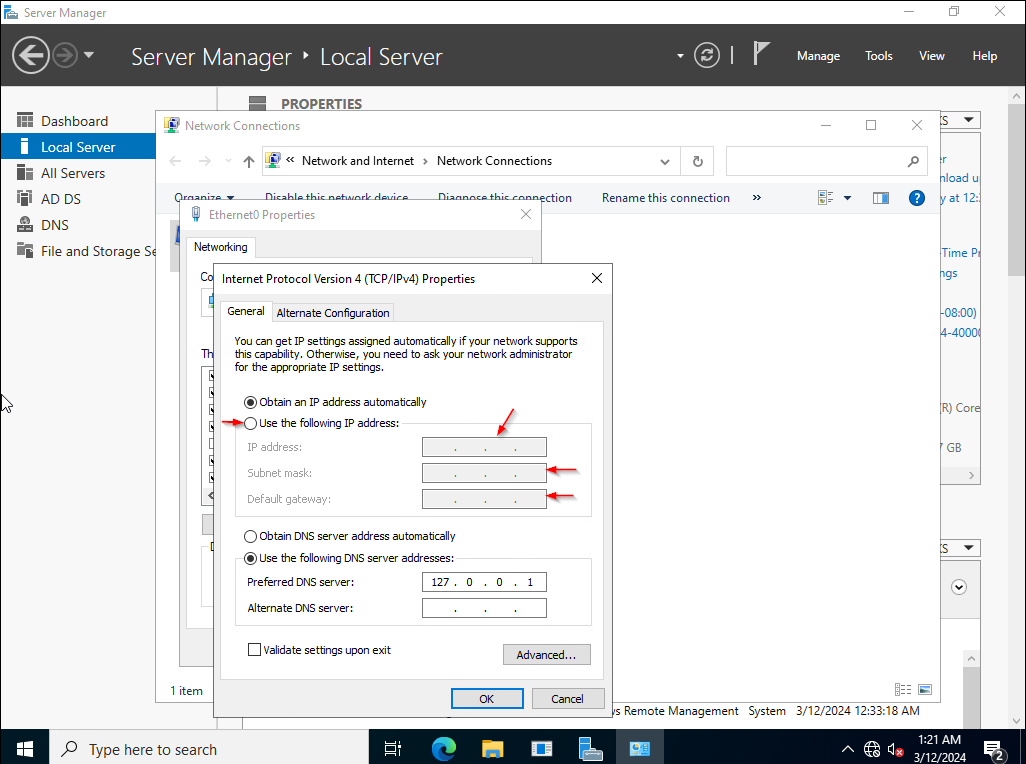 Server Manager
Server Manager
Local Server
Manage
Tools
View
Help
PROPERTIES
Dashboard
Local Server
All Servers
AD DS
DNS
File and Storage Se
Network Connections
« Network and Internet › Network Connections
Organize
Disable this network device
Diagnose this connection
Rename this connection
»
Ethernet0 Properties
Networking
Co
Th
Internet Protocol Version 4 (TCP/IPv4) Properties
General
Alternate Configuration
You can get IP settings assigned automatically if your network supports
this capability. Otherwise, you need to ask your network administrator
for the appropriate IP settings.
Obtain an IP address automatically
Use the following IP address:
IP address:
. . .
Subnet mask:
. . .
Default gateway:
. . .
Obtain DNS server address automatically
Use the following DNS server addresses:
Preferred DNS server:
127 . 0 . 0 . 1
Alternate DNS server:
. . .
Validate settings upon exit
Advanced...
OK
Cancel
1 item
KS
er
nload up
y at 12:
-Time Pr
ngs
-08:00)
4-40000
(R) Core
7 GB
KS
ys Remote Management
System
3/12/2024 12:33:18 AM
Type here to search
1:21 AM
3/12/2024
2